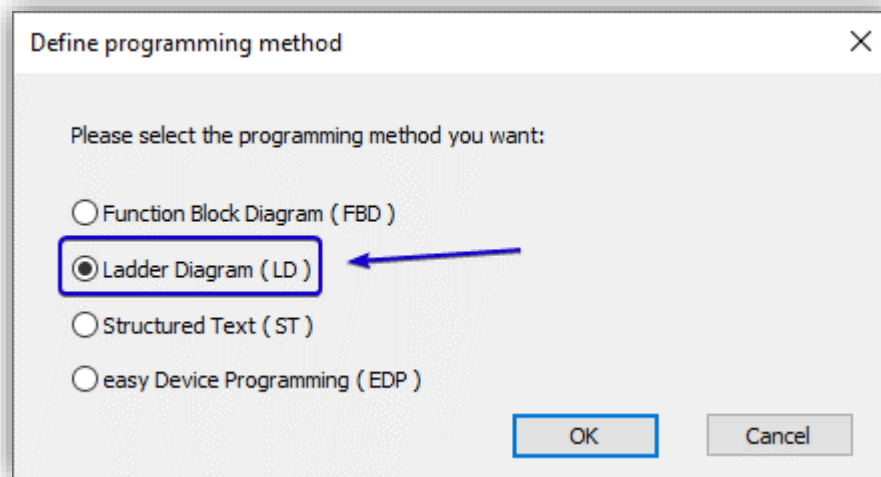 Define programming method
Please select the programming method you want:
Function Block Diagram ( FBD )
Ladder Diagram ( LD )
Structured Text ( ST )
easy Device Programming ( EDP )
OK Cancel